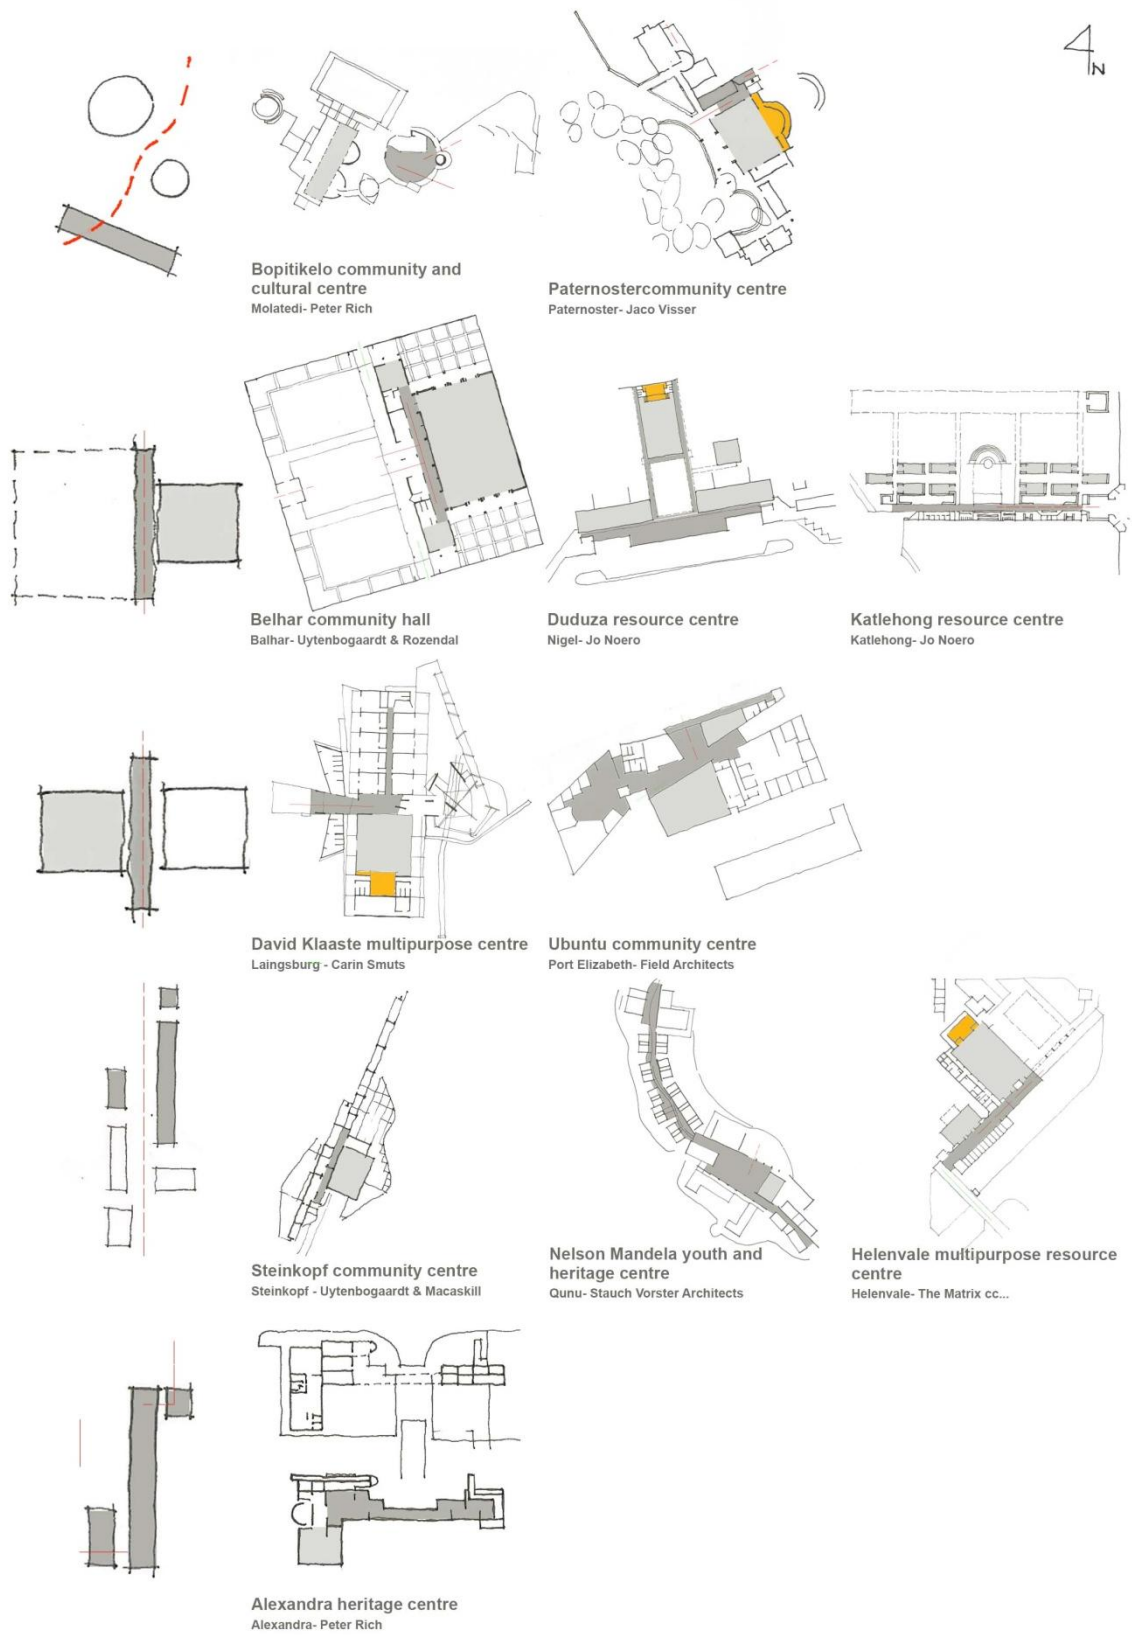 N
Bopitikelo community and
cultural centre
Molatedi- Peter Rich
Paternostercommunity centre
Paternoster- Jaco Visser
Belhar community hall
Balhar- Uytenbogaardt & Rozendal
Duduza resource centre
Nigel- Jo Noero
Katlehong resource centre
Katlehong- Jo Noero
David Klaaste multipurpose centre
Laingsburg - Carin Smuts
Ubuntu community centre
Port Elizabeth- Field Architects
Steinkopf community centre
Steinkopf - Uytenbogaardt & Macaskill
Nelson Mandela youth and
heritage centre
Qunu- Stauch Vorster Architects
Helenvale multipurpose resource
centre
Helenvale- The Matrix cc...
Alexandra heritage centre
Alexandra- Peter Rich